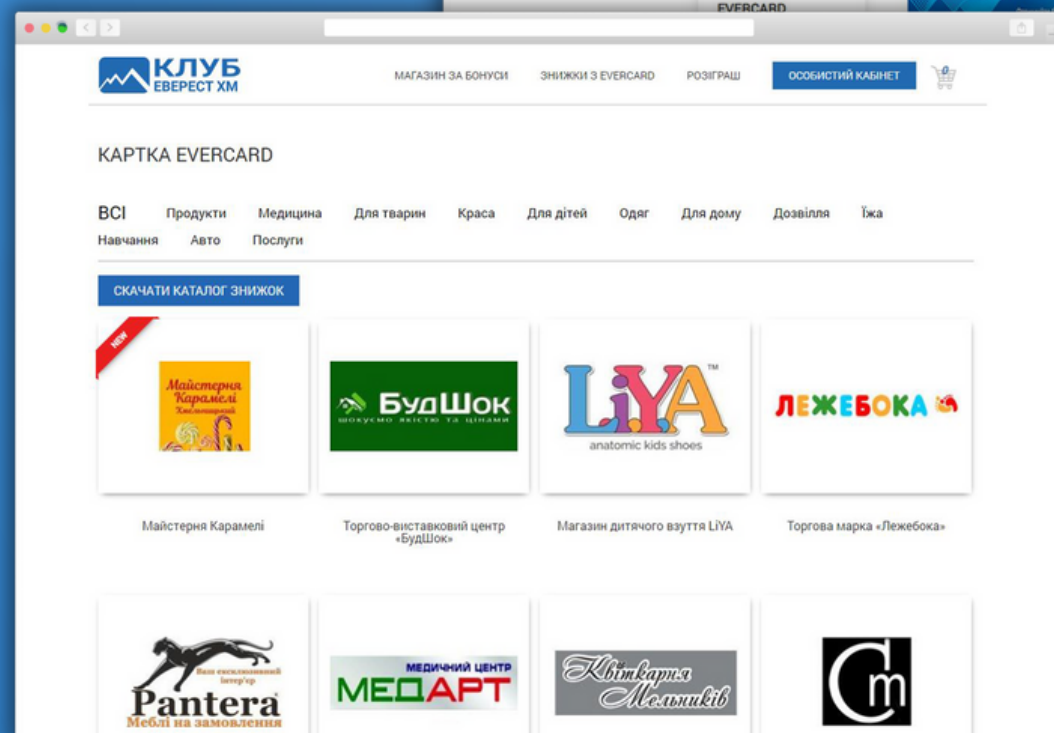 EVERCARD
КЛУБ
ЕВЕРЕСТ ХМ
МАГАЗИН ЗА БОНУСИ
ЗНИЖКИ З EVERCARD
РОЗІГРАШ
ОСОБИСТИЙ КАБІНЕТ
0
КАРТКА EVERCARD
ВСІ Продукти Медицина Для тварин Краса Для дітей Одяг Для дому Дозвілля Їжа
Навчання Авто Послуги
СКАЧАТИ КАТАЛОГ ЗНИЖОК
NEW
Майстерня
Карамелі
Хмельницький
БудШок
шокуємо якістю та цінами
LiYA™
anatomic kids shoes
ЛЕЖЕБОКА
Майстерня Карамелі
Торгово-виставковий центр
«БудШок»
Магазин дитячого взуття LiYA
Торгова марка «Лежебока»
Ваш ексклюзивний
інтер'єр
Pantera
Меблі на замовлення
МЕДИЧНИЙ ЦЕНТР
МЕДАРТ
Квіткарня
Мельників
Cm